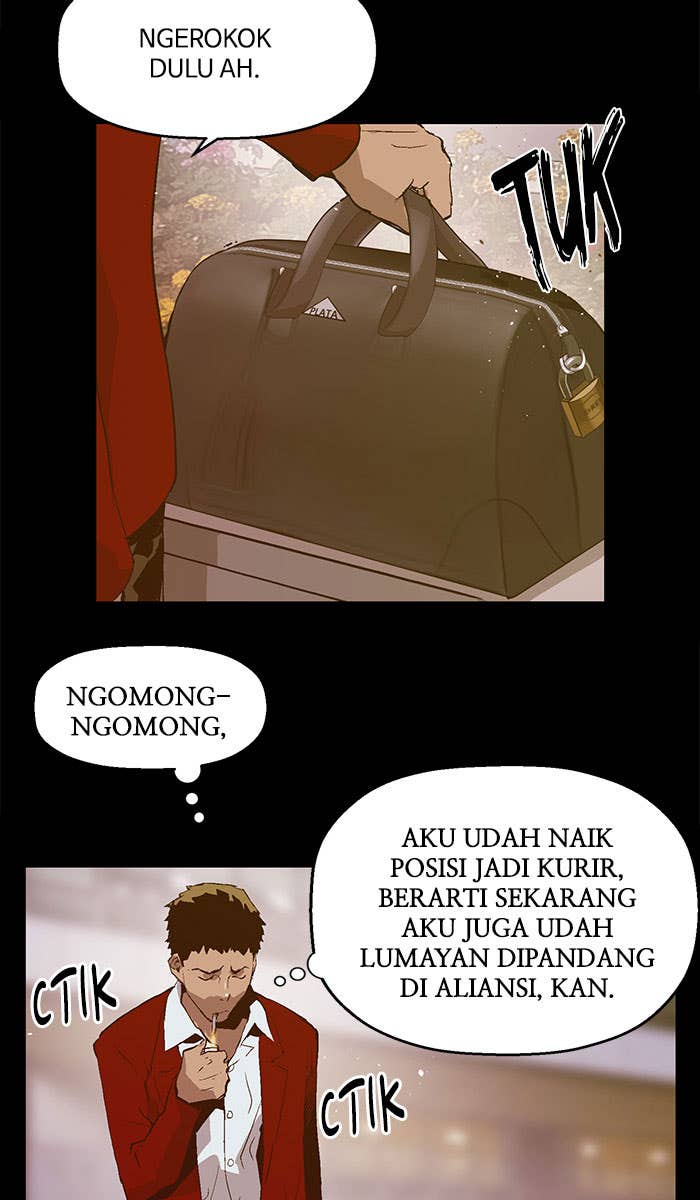 NGEROKOK
DULU AH.
TUK
PLATA
NGOMONG-
NGOMONG,
AKU UDAH NAIK
POSISI JADI KURIR,
BERARTI SEKARANG
AKU JUGA UDAH
LUMAYAN DIPANDANG
DI ALIANSI, KAN.
CTIK
CTIK